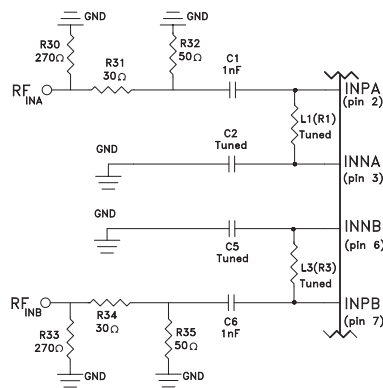 GND
GND
R30
270Ω
R31
30Ω
R32
50Ω
C1
1nF
RF INA
INPA
(pin 2)
L1(R1)
Tuned
C2
Tuned
GND
INNA
(pin 3)
GND
C5
Tuned
INNB
(pin 6)
L3(R3)
Tuned
RF INB
R34
30Ω
C6
1nF
INPB
(pin 7)
R33
270Ω
R35
50Ω
GND
GND